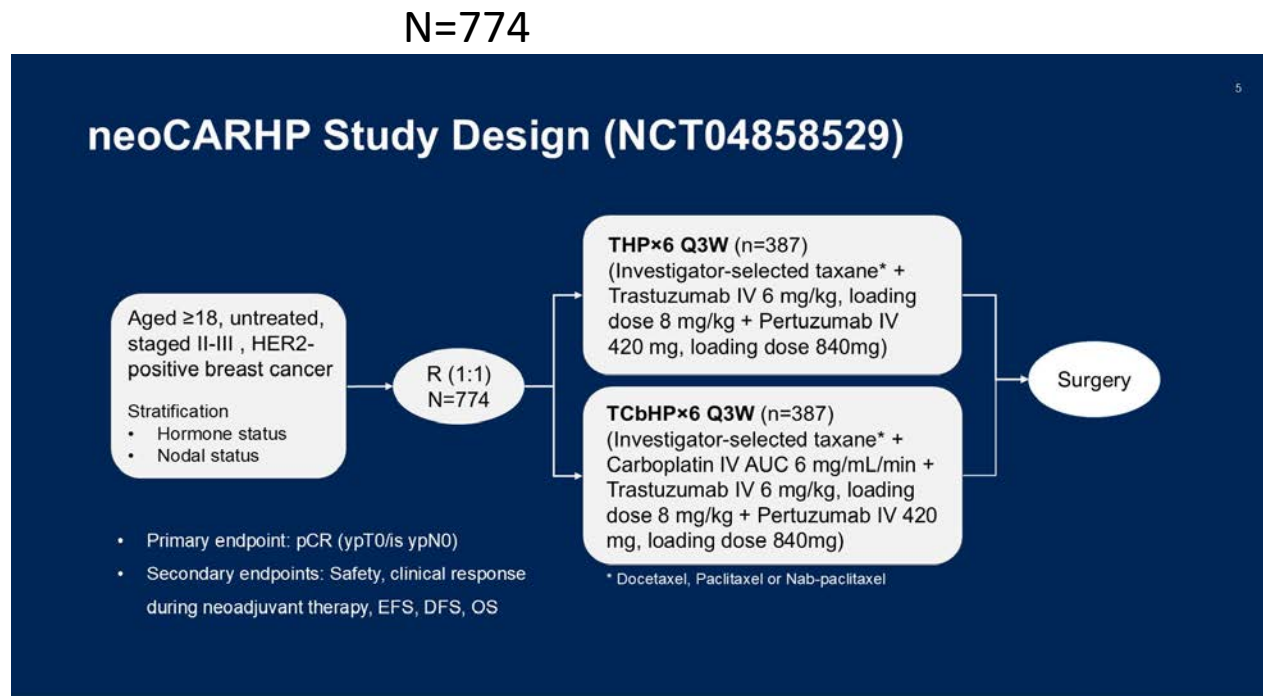 N=774
5
neoCARHP Study Design (NCT04858529)
Aged ≥18, untreated,
staged II-III , HER2-
positive breast cancer
Stratification
• Hormone status
• Nodal status
R (1:1)
N=774
THP×6 Q3W (n=387)
(Investigator-selected taxane* +
Trastuzumab IV 6 mg/kg, loading
dose 8 mg/kg + Pertuzumab IV
420 mg, loading dose 840mg)
TCbHP×6 Q3W (n=387)
(Investigator-selected taxane* +
Carboplatin IV AUC 6 mg/mL/min +
Trastuzumab IV 6 mg/kg, loading
dose 8 mg/kg + Pertuzumab IV 420
mg, loading dose 840mg)
Surgery
* Docetaxel, Paclitaxel or Nab-paclitaxel
• Primary endpoint: pCR (ypT0/is ypN0)
• Secondary endpoints: Safety, clinical response
during neoadjuvant therapy, EFS, DFS, OS